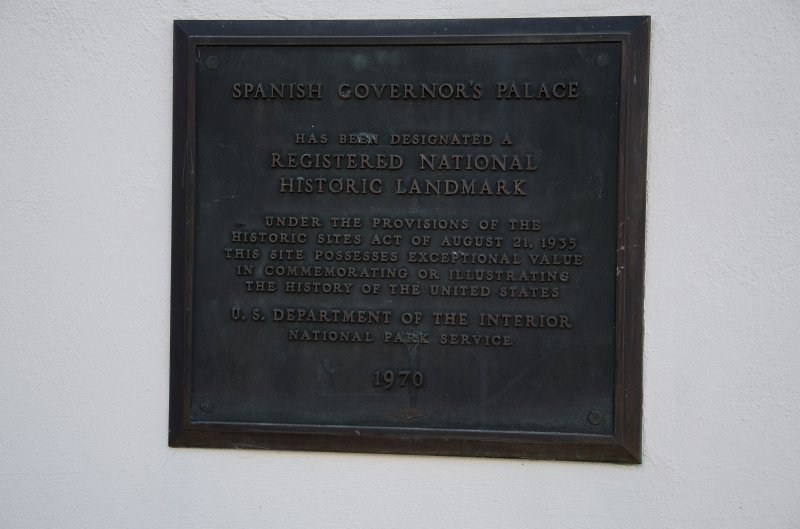 SPANISH GOVERNOR'S PALACE
HAS BEEN DESIGNATED A
REGISTERED NATIONAL
HISTORIC LANDMARK
UNDER THE PROVISIONS OF THE
HISTORIC SITES ACT OF AUGUST 21, 1935
THIS SITE POSSESSES EXCEPTIONAL VALUE
IN COMMEMORATING OR ILLUSTRATING
THE HISTORY OF THE UNITED STATES
U. S. DEPARTMENT OF THE INTERIOR
NATIONAL PARK SERVICE
1970